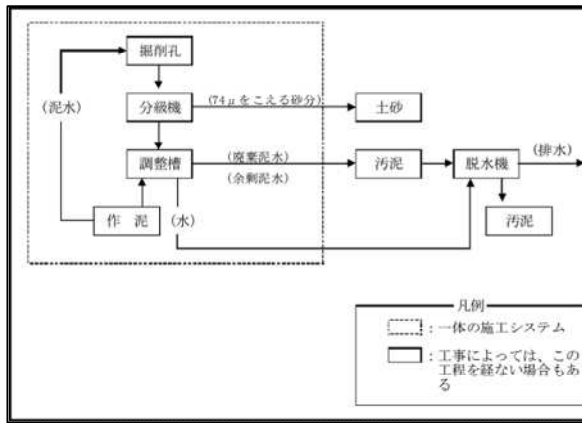 掘削孔
(泥水)
分級機
(74μをこえる砂分)
土砂
調整槽
(廃棄泥水)
(余剰泥水)
汚泥
脱水機
(排水)
作 泥
(水)
汚泥
凡例
：一体の施工システム
：工事によっては、この
工程を経ない場合もあ
る